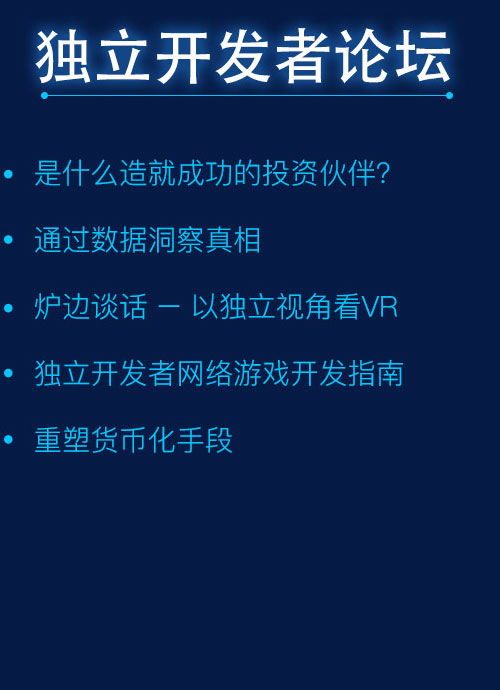 独立开发者论坛
是什么造就成功的投资伙伴？
通过数据洞察真相
炉边谈话 － 以独立视角看VR
独立开发者网络游戏开发指南
重塑货币化手段